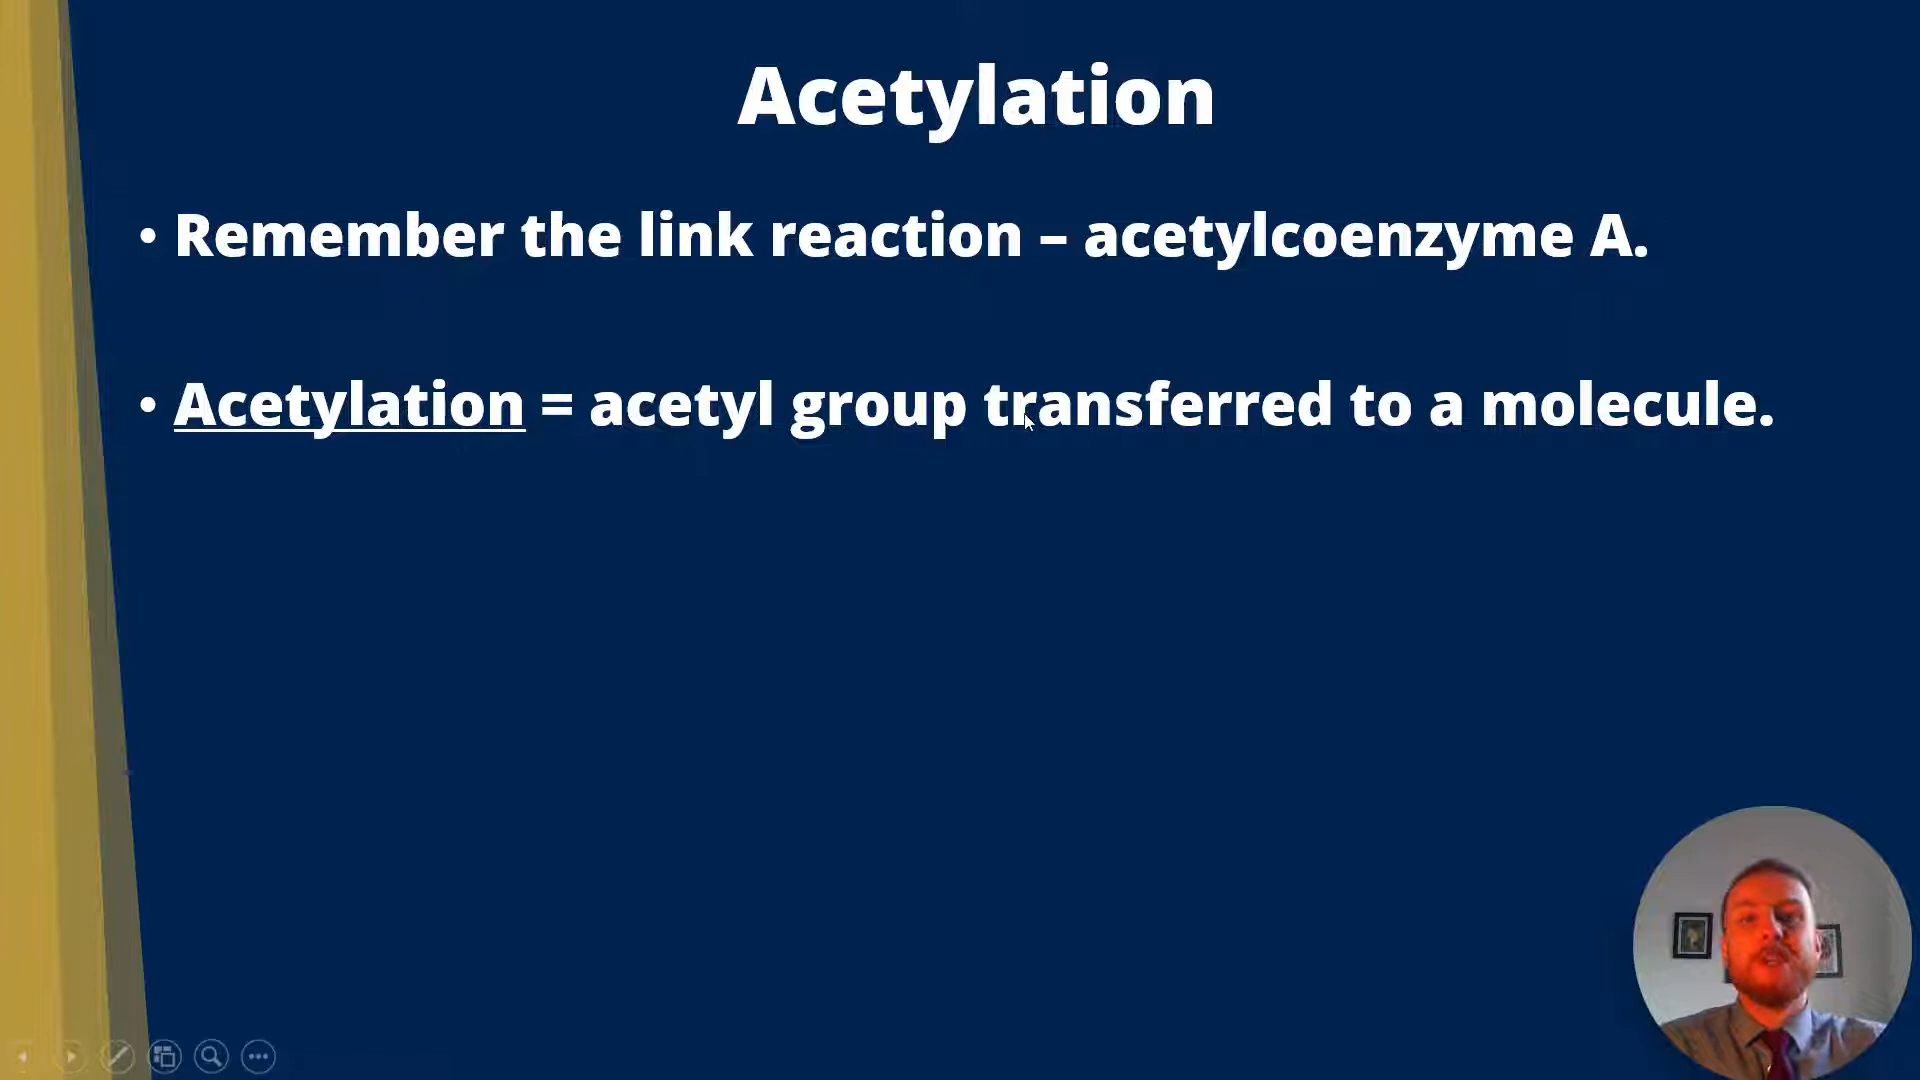 Acetylation
• Remember the link reaction – acetylcoenzyme A.
• Acetylation = acetyl group transferred to a molecule.